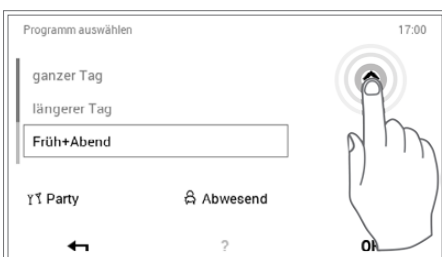 Programm auswählen 17:00
ganzer Tag
längerer Tag
Früh+Abend
Party Abwesend
? OK